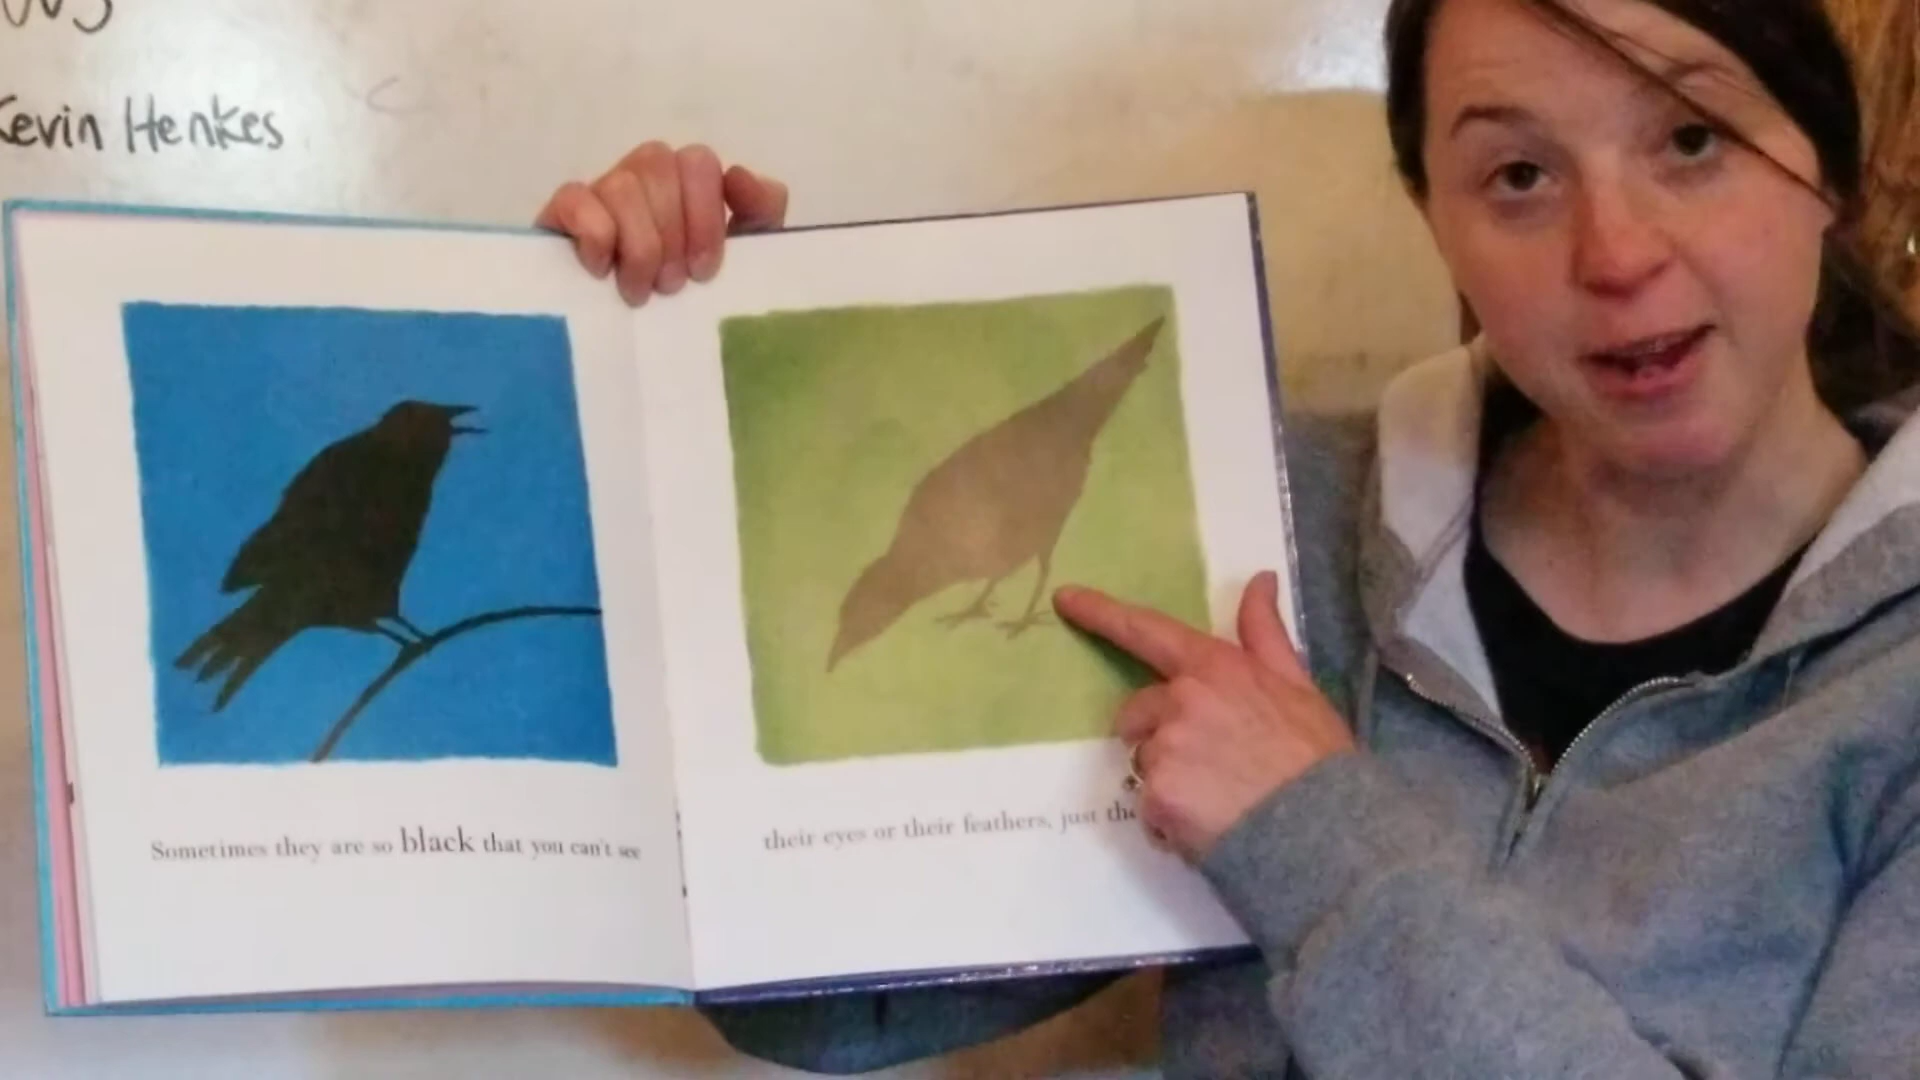 Kevin Henkes
Sometimes they are so black that you can't see
their eyes or their feathers, just